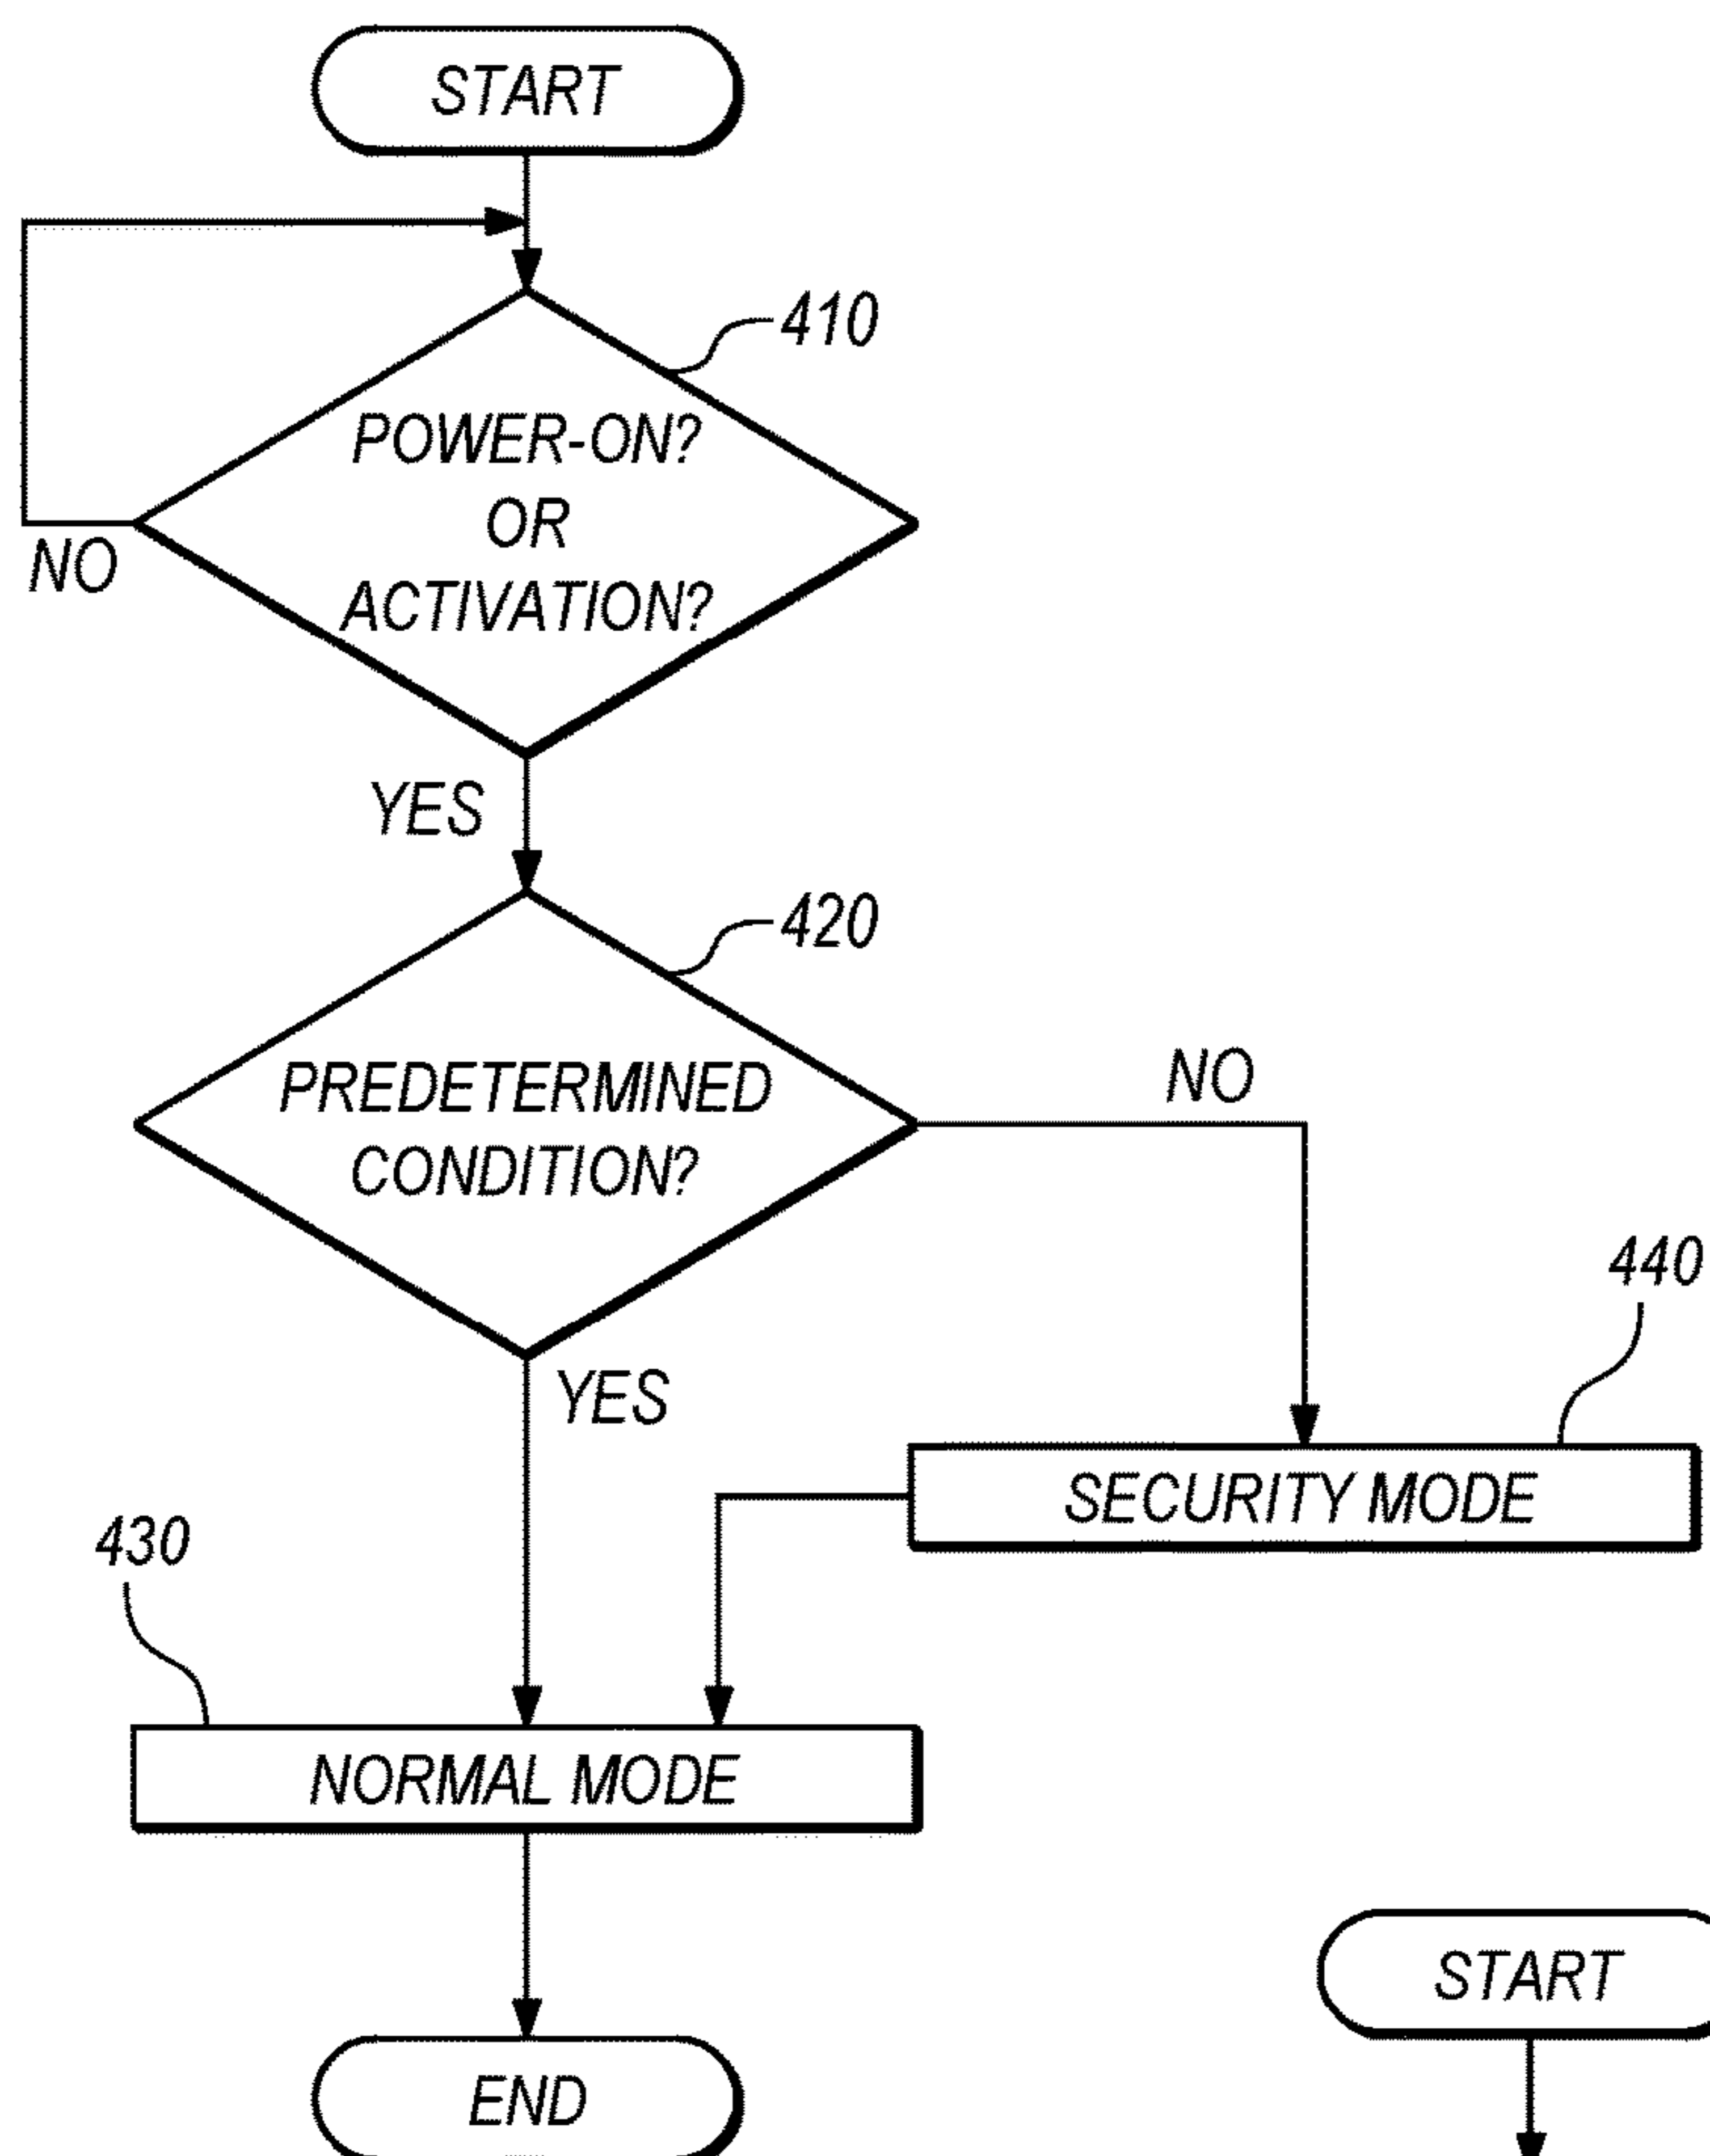 START
410
POWER-ON?
OR
ACTIVATION?
NO
YES
420
PREDETERMINED
CONDITION?
NO
YES
440
SECURITY MODE
430
NORMAL MODE
START
END